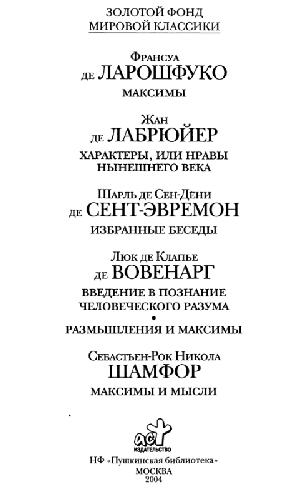 ЗОЛОТОЙ ФОНД
МИРОВОЙ КЛАССИКИ
ФРАНСУА
ДЕ ЛАРОШФУКО
МАКСИМЫ
ЖАН
ДЕ ЛАБРЮЙЕР
ХАРАКТЕРЫ, ИЛИ НРАВЫ
НЫНЕШНЕГО ВЕКА
ШАРЛЬ ДЕ СЕН-ДЕНИ
ДЕ СЕНТ-ЭВРЕМОН
ИЗБРАННЫЕ БЕСЕДЫ
ЛЮК ДЕ КЛАПЬЕ
ДЕ ВОВЕНАРГ
ВВЕДЕНИЕ В ПОЗНАНИЕ
ЧЕЛОВЕЧЕСКОГО РАЗУМА
•
РАЗМЫШЛЕНИЯ И МАКСИМЫ
СЕБАСТЬЕН-РОК НИКОЛА
ШАМФОР
МАКСИМЫ И МЫСЛИ
АСТ
ИЗДАТЕЛЬСТВО
НФ «Пушкинская библиотека»
МОСКВА
2004